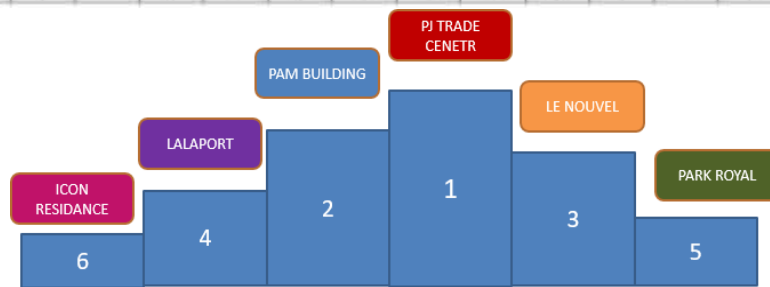 PJ TRADE
CENETR
PAM BUILDING
LE NOUVEL
LALAPORT
PARK ROYAL
ICON
RESIDANCE
1
2
3
4
5
6